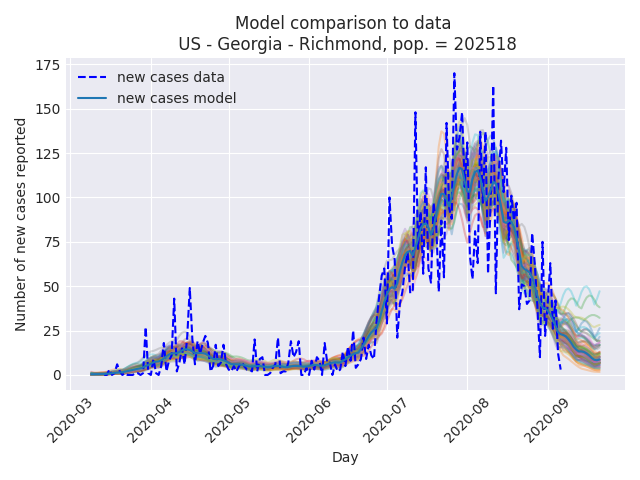 Model comparison to data
US - Georgia - Richmond, pop. = 202518
new cases data
new cases model
Number of new cases reported
175
150
125
100
75
50
25
0
2020-03
2020-04
2020-05
2020-06
2020-07
2020-08
2020-09
Day